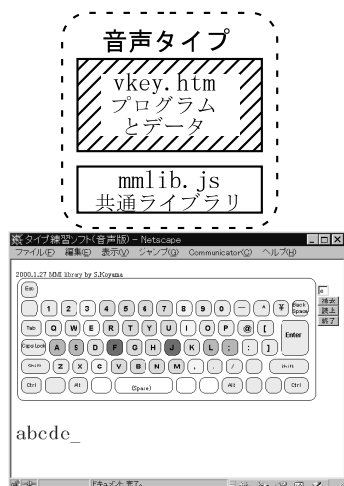 音声タイプ
vkey.htm
プログラム
とデータ
mmlib.js
共通ライブラリ
タイプ練習ソフト(音声版) - Netscape
ファイル(F) 編集(E) 表示(V) ジャンプ(G) Communicator(C) ヘルプ(H)
2000.1.27 MMI library by S.Koyama
Esc
消去
読上
終了
1 2 3 4 5 6 7 8 9 0 - ^ ¥ Back Space
Tab Q W E R T Y U I O P @ [ Enter
Caps Lock A S D F G H J K L ; : ]
Shift Z X C V B N M , . / Shift
Ctrl Alt (Space) Alt Ctrl
abcde_
ドキュメント: 完了。